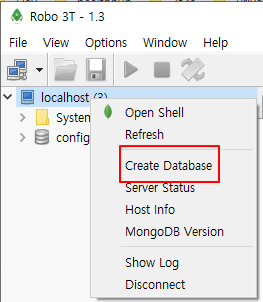 Robo 3T - 1.3
File View Options Window Help
localhost (3)
Open Shell
System
Refresh
config
Create Database
Server Status
Host Info
MongoDB Version
Show Log
Disconnect